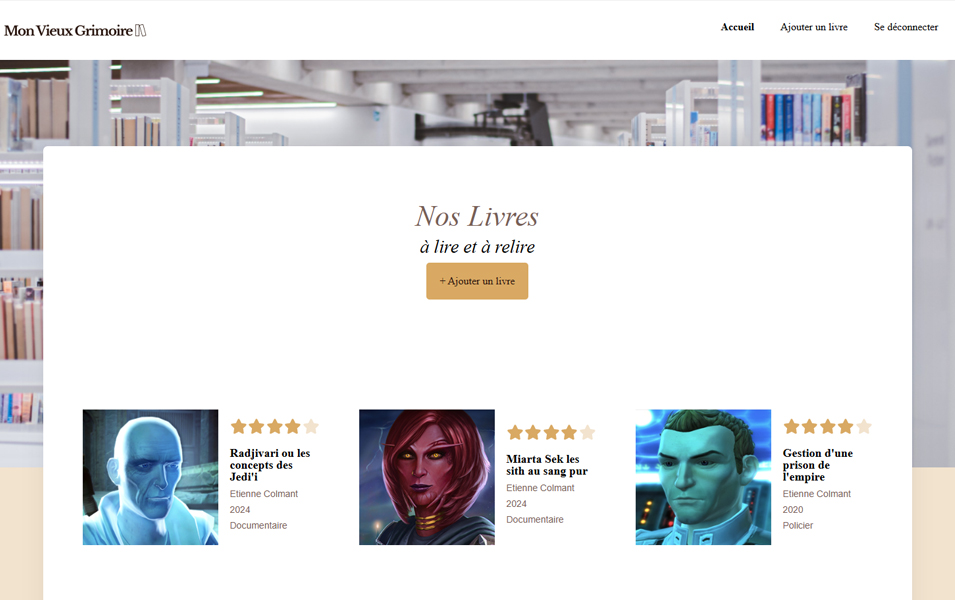 Mon Vieux Grimoire
Accueil
Ajouter un livre
Se déconnecter
Nos Livres
à lire et à relire
+ Ajouter un livre
Radjivari ou les
concepts des
Jedi'i
Etienne Colmant
2024
Documentaire
Miarta Sek les
sith au sang pur
Etienne Colmant
2024
Documentaire
Gestion d'une
prison de
l'empire
Etienne Colmant
2020
Policier